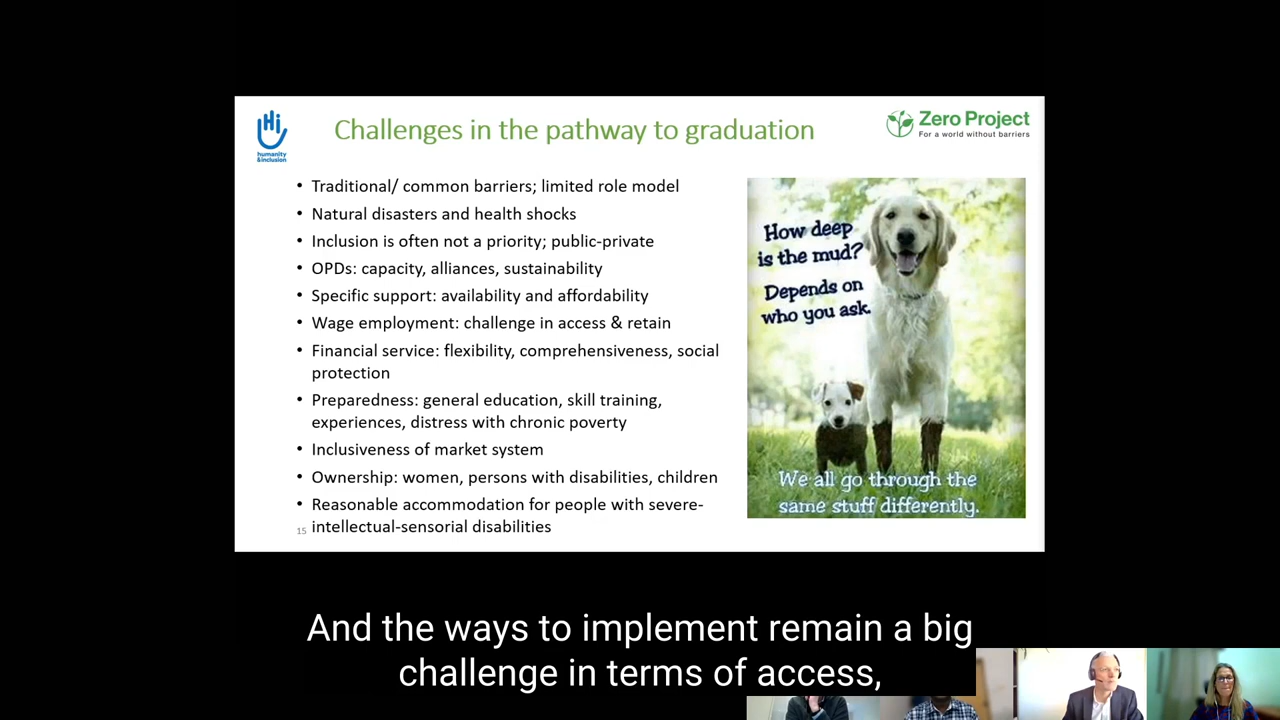 humanity
&inclusion
Challenges in the pathway to graduation
Zero Project
For a world without barriers
• Traditional/ common barriers; limited role model
• Natural disasters and health shocks
• Inclusion is often not a priority; public-private
• OPDs: capacity, alliances, sustainability
• Specific support: availability and affordability
• Wage employment: challenge in access & retain
• Financial service: flexibility, comprehensiveness, social
protection
• Preparedness: general education, skill training,
experiences, distress with chronic poverty
• Inclusiveness of market system
• Ownership: women, persons with disabilities, children
• Reasonable accommodation for people with severe-
intellectual-sensorial disabilities
15
How deep
is the mud?
Depends on
who you ask.
We all go through the
same stuff differently.
And the ways to implement remain a big
challenge in terms of access,